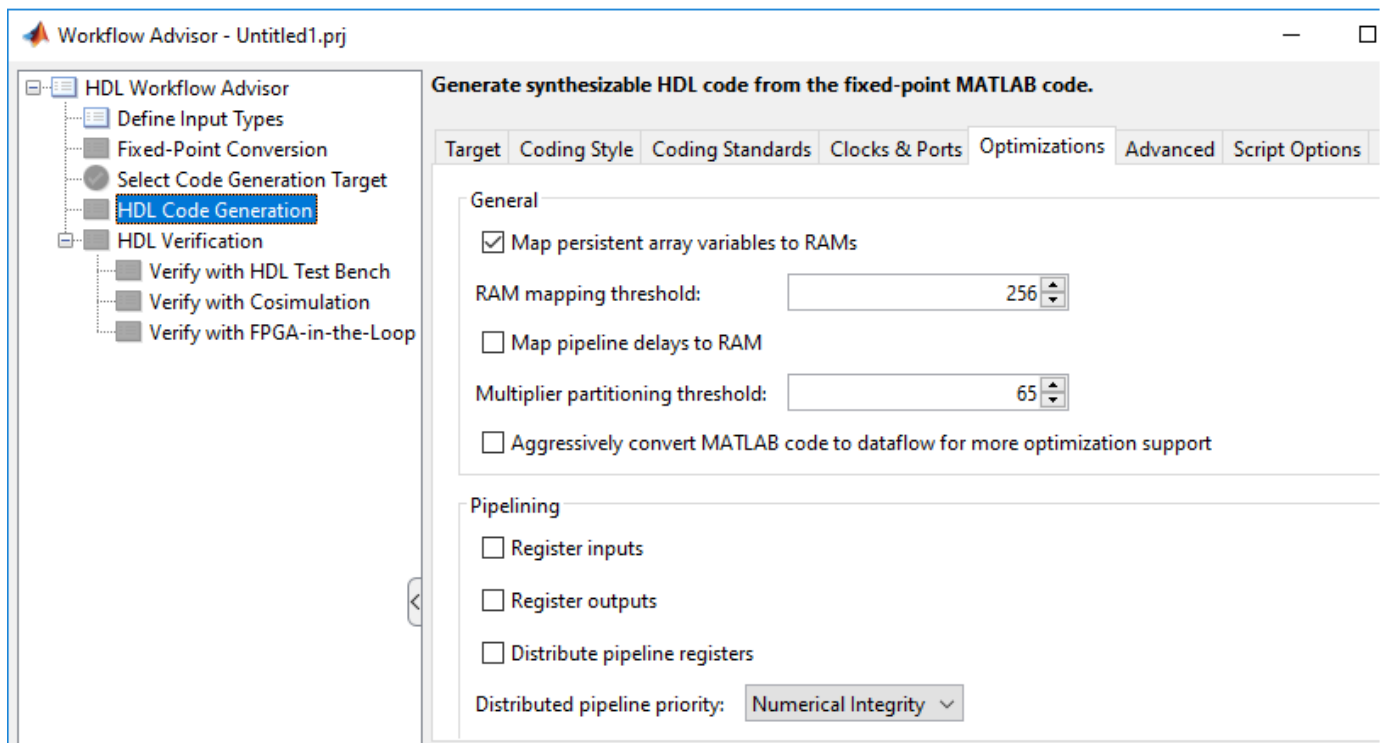 Workflow Advisor - Untitled1.prj
HDL Workflow Advisor
Define Input Types
Fixed-Point Conversion
Select Code Generation Target
HDL Code Generation
HDL Verification
Verify with HDL Test Bench
Verify with Cosimulation
Verify with FPGA-in-the-Loop
Generate synthesizable HDL code from the fixed-point MATLAB code.
Target Coding Style Coding Standards Clocks & Ports Optimizations Advanced Script Options
General
Map persistent array variables to RAMs
RAM mapping threshold: 256
Map pipeline delays to RAM
Multiplier partitioning threshold: 65
Aggressively convert MATLAB code to dataflow for more optimization support
Pipelining
Register inputs
Register outputs
Distribute pipeline registers
Distributed pipeline priority: Numerical Integrity